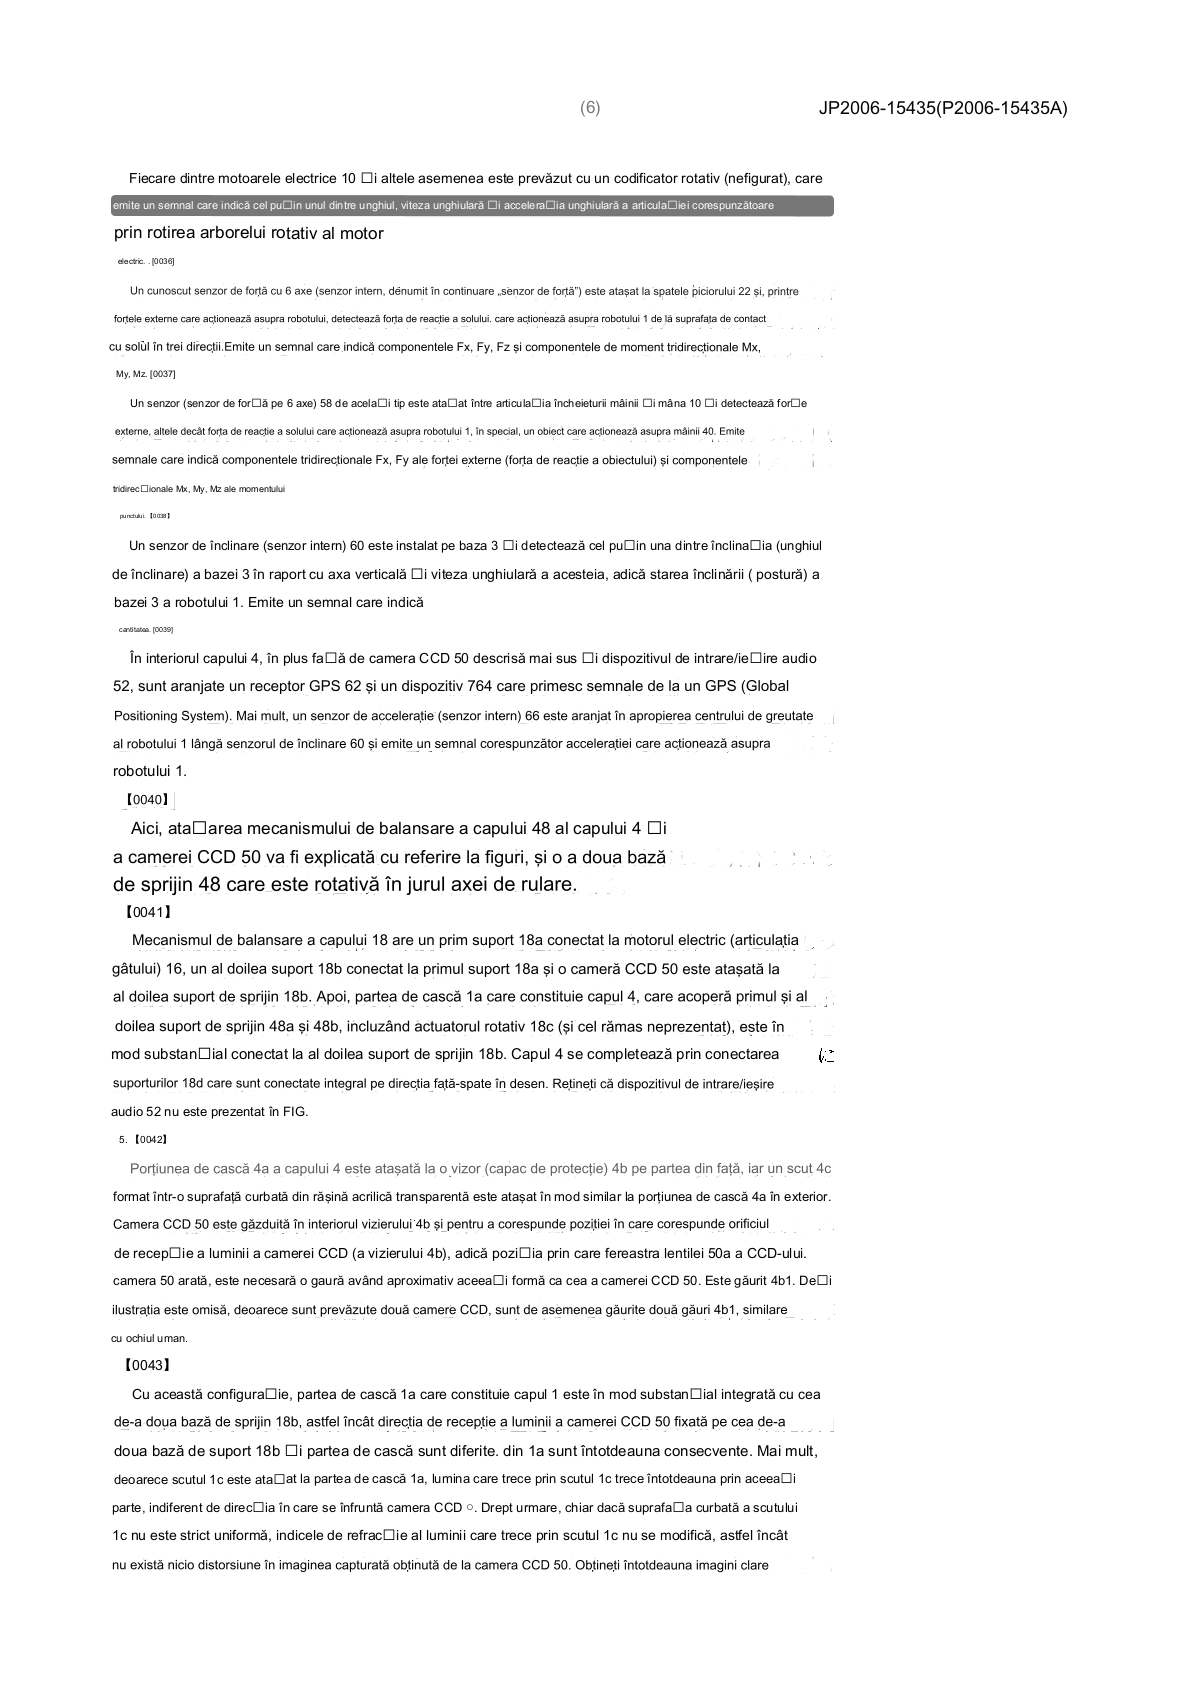 (6)
JP2006-15435(P2006-15435A)
Fiecare dintre motoarele electrice 10 □i altele asemenea este prevăzut cu un codificator rotativ (nefigurat), care
emite un semnal care indică cel pu□in unul dintre unghiul, viteza unghiulară □i accelera□ia unghiulară a articula□iei corespunzătoare
prin rotirea arborelui rotativ al motor
electric. . [0036]
Un cunoscut senzor de forță cu 6 axe (senzor intern, denumit în continuare „senzor de forță”) este atașat la spatele piciorului 22 și, printre
forțele externe care acționează asupra robotului, detectează forța de reacție a solului. care acționează asupra robotului 1 de la suprafața de contact
cu solul în trei direcții.Emite un semnal care indică componentele Fx, Fy, Fz și componentele de moment tridirecționale Mx,
My, Mz. [0037]
Un senzor (senzor de for□ă pe 6 axe) 58 de acela□i tip este ata□at între articula□ia încheieturii mâinii □i mâna 10 □i detectează for□e
externe, altele decât forța de reacție a solului care acționează asupra robotului 1, în special, un obiect care acționează asupra mâinii 40. Emite
semnale care indică componentele tridirecționale Fx, Fy ale forței externe (forța de reacție a obiectului) și componentele
tridirec□ionale Mx, My, Mz ale momentului
punctului. 【0038】
Un senzor de înclinare (senzor intern) 60 este instalat pe baza 3 □i detectează cel pu□in una dintre înclina□ia (unghiul
de înclinare) a bazei 3 în raport cu axa verticală □i viteza unghiulară a acesteia, adică starea înclinării ( postură) a
bazei 3 a robotului 1. Emite un semnal care indică
cantitatea. [0039]
În interiorul capului 4, în plus fa□ă de camera CCD 50 descrisă mai sus □i dispozitivul de intrare/ie□ire audio
52, sunt aranjate un receptor GPS 62 și un dispozitiv 764 care primesc semnale de la un GPS (Global
Positioning System). Mai mult, un senzor de accelerație (senzor intern) 66 este aranjat în apropierea centrului de greutate
al robotului 1 lângă senzorul de înclinare 60 și emite un semnal corespunzător accelerației care acționează asupra
robotului 1.
【0040】
Aici, ata□area mecanismului de balansare a capului 48 al capului 4 □i
a camerei CCD 50 va fi explicată cu referire la figuri, și o a doua bază
de sprijin 48 care este rotativă în jurul axei de rulare.
【0041】
Mecanismul de balansare a capului 18 are un prim suport 18a conectat la motorul electric (articulația
gâtului) 16, un al doilea suport 18b conectat la primul suport 18a și o cameră CCD 50 este atașată la
al doilea suport de sprijin 18b. Apoi, partea de cască 1a care constituie capul 4, care acoperă primul și al
doilea suport de sprijin 48a și 48b, incluzând actuatorul rotativ 18c (și cel rămas neprezentat), este în
mod substan□ial conectat la al doilea suport de sprijin 18b. Capul 4 se completează prin conectarea
suporturilor 18d care sunt conectate integral pe direcția față-spate în desen. Rețineți că dispozitivul de intrare/ieșire
audio 52 nu este prezentat în FIG.
5. 【0042】
Porțiunea de cască 4a a capului 4 este atașată la o vizor (capac de protecție) 4b pe partea din față, iar un scut 4c
format într-o suprafață curbată din rășină acrilică transparentă este atașat în mod similar la porțiunea de cască 4a în exterior.
Camera CCD 50 este găzduită în interiorul vizierului 4b și pentru a corespunde poziției în care corespunde orificiul
de recep□ie a luminii a camerei CCD (a vizierului 4b), adică pozi□ia prin care fereastra lentilei 50a a CCD-ului.
camera 50 arată, este necesară o gaură având aproximativ aceea□i formă ca cea a camerei CCD 50. Este găurit 4b1. De□i
ilustrația este omisă, deoarece sunt prevăzute două camere CCD, sunt de asemenea găurite două găuri 4b1, similare
cu ochiul uman.
【0043】
Cu această configura□ie, partea de cască 1a care constituie capul 1 este în mod substan□ial integrată cu cea
de-a doua bază de sprijin 18b, astfel încât direcția de recepție a luminii a camerei CCD 50 fixată pe cea de-a
doua bază de suport 18b □i partea de cască sunt diferite. din 1a sunt întotdeauna consecvente. Mai mult,
deoarece scutul 1c este ata□at la partea de cască 1a, lumina care trece prin scutul 1c trece întotdeauna prin aceea□i
parte, indiferent de direc□ia în care se înfruntă camera CCD ○. Drept urmare, chiar dacă suprafa□a curbată a scutului
1c nu este strict uniformă, indicele de refrac□ie al luminii care trece prin scutul 1c nu se modifică, astfel încât
nu există nicio distorsiune în imaginea capturată obținută de la camera CCD 50. Obțineți întotdeauna imagini clare